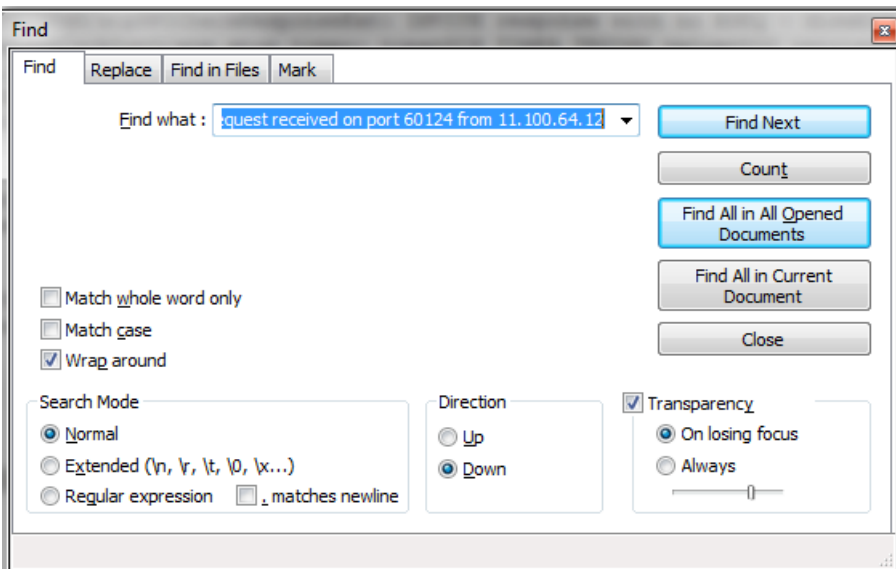 Find
Find Replace Find in Files Mark
Find what : equest received on port 60124 from 11.100.64.12
Find Next
Count
Find All in All Opened
Documents
Find All in Current
Document
Close
Match whole word only
Match case
Wrap around
Search Mode
Normal
Extended (\n, \r, \t, \0, \x...)
Regular expression . matches newline
Direction
Up
Down
Transparency
On losing focus
Always